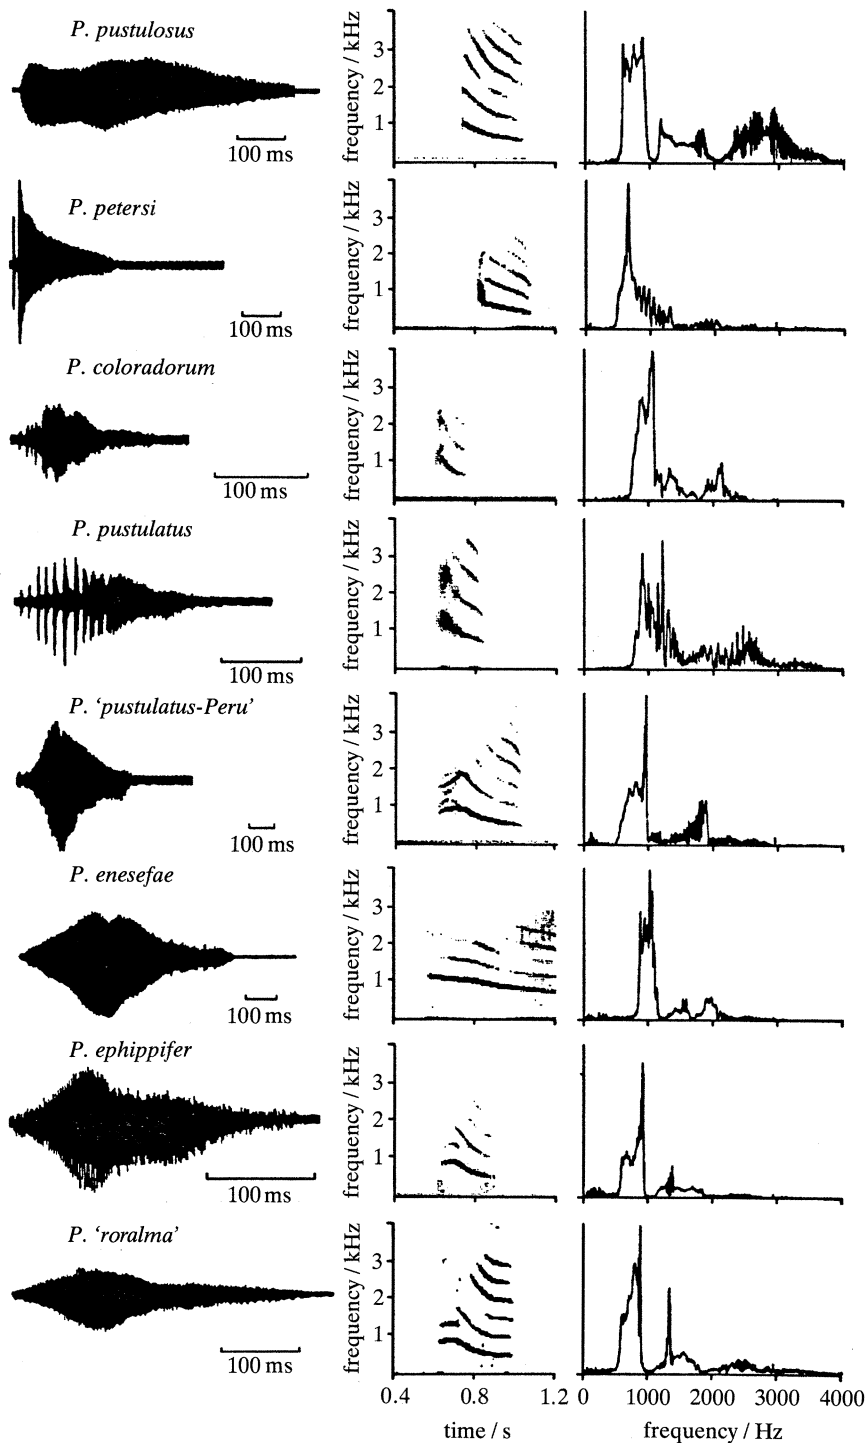 P. pustulosus
100 ms
frequency / kHz
3
2
1
P. petersi
100 ms
frequency / kHz
3
2
1
P. coloradorum
100 ms
frequency / kHz
3
2
1
P. pustulatus
100 ms
frequency / kHz
3
2
1
P. ‘pustulatus-Peru’
100 ms
frequency / kHz
3
2
1
P. enesefae
100 ms
frequency / kHz
3
2
1
P. ephippifer
100 ms
frequency / kHz
3
2
1
P. ‘roralma’
100 ms
frequency / kHz
3
2
1
0.4 0.8 1.2
time / s
0 1000 2000 3000 4000
frequency / Hz